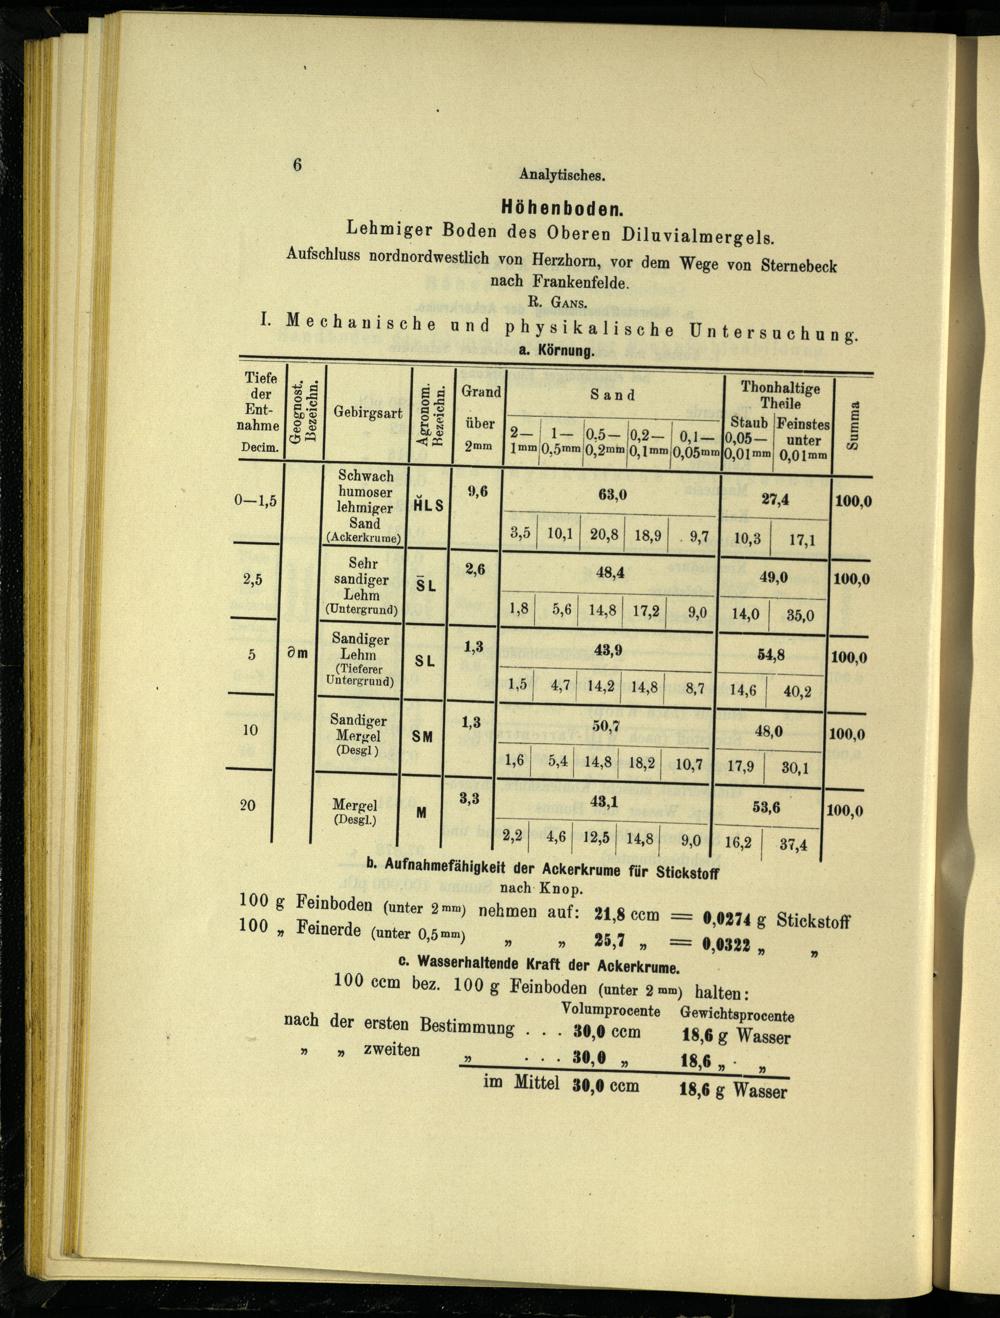 6
Analytisches.
Höhenboden.
Lehmiger Boden des Oberen Diluvialmergels.
Aufschluss nordnordwestlich von Herzhorn, vor dem Wege von Sternebeck
nach Frankenfelde.
R. Gans.
I. Mechanische und physikalische Untersuchung.
a. Körnung.
Tiefe der Ent- nahme Decim. | Geognost. Bezeichn. | Gebirgsart | Agronom. Bezeichn. | Grand über 2mm | Sand | Thonhaltige Theile | Summa
2— 1mm | 1— 0,5mm | 0,5— 0,2mm | 0,2— 0,1mm | 0,1— 0,05mm | Staub 0,05— 0,01mm | Feinstes unter 0,01mm
0—1,5 | Schwach humoser lehmiger Sand (Ackerkrume) | H̆LS | 9,6 | 63,0 | 27,4 | 100,0
3,5 | 10,1 | 20,8 | 18,9 | 9,7 | 10,3 | 17,1
2,5 | Sehr sandiger Lehm (Untergrund) | S̄L | 2,6 | 48,4 | 49,0 | 100,0
1,8 | 5,6 | 14,8 | 17,2 | 9,0 | 14,0 | 35,0
5 | ∂m | Sandiger Lehm (Tieferer Untergrund) | SL | 1,3 | 43,9 | 54,8 | 100,0
1,5 | 4,7 | 14,2 | 14,8 | 8,7 | 14,6 | 40,2
10 | Sandiger Mergel (Desgl) | SM | 1,3 | 50,7 | 48,0 | 100,0
1,6 | 5,4 | 14,8 | 18,2 | 10,7 | 17,9 | 30,1
20 | Mergel (Desgl.) | M | 3,3 | 43,1 | 53,6 | 100,0
2,2 | 4,6 | 12,5 | 14,8 | 9,0 | 16,2 | 37,4
b. Aufnahmefähigkeit der Ackerkrume für Stickstoff
nach Knop.
100 g Feinboden (unter 2mm) nehmen auf: 21,8 ccm = 0,0274 g Stickstoff
100 „ Feinerde (unter 0,5mm) „ „ 25,7 „ = 0,0322 „ „
c. Wasserhaltende Kraft der Ackerkrume.
100 ccm bez. 100 g Feinboden (unter 2mm) halten:
Volumprocente Gewichtsprocente
nach der ersten Bestimmung . . . 30,0 ccm 18,6 g Wasser
„ „ zweiten „ . . . 30,0 „ 18,6 „ „
im Mittel 30,0 ccm 18,6 g Wasser